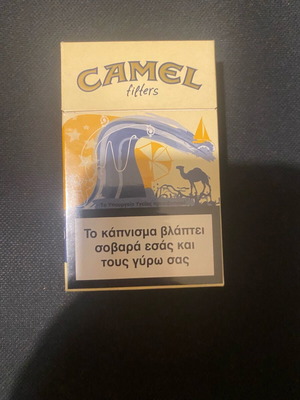 CAMEL
filters
Το κάπνισμα βλάπτει
σοβαρά εσάς και
τους γύρω σας